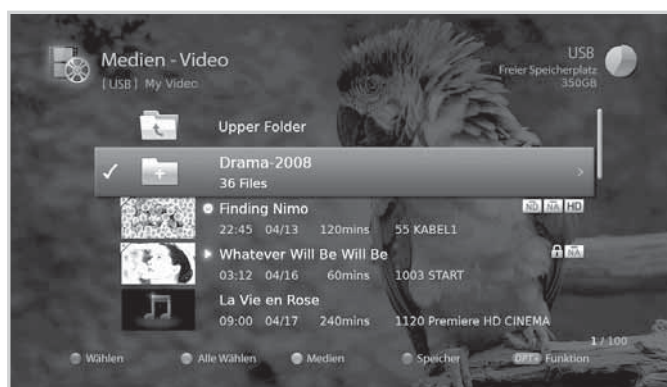 Medien - Video
[USB] My Video
USB
Freier Speicherplatz
350GB
Upper Folder
Drama-2008
36 Files
Finding Nimo
22:45 04/13 120mins 55 KABEL1
ND NA HD
Whatever Will Be Will Be
03:12 04/16 60mins 1003 START
NA
La Vie en Rose
09:00 04/17 240mins 1120 Premiere HD CINEMA
1 / 100
Wählen Alle Wählen Medien Speicher OPT+ Funktion